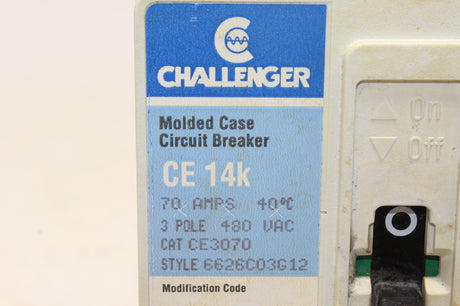 CHALLENGER
Molded Case
Circuit Breaker
CE 14k
70 AMPS 40°C
3 POLE 480 VAC
CAT CE3070
STYLE 6626C03G12
Modification Code
△ On
▽ Off
O